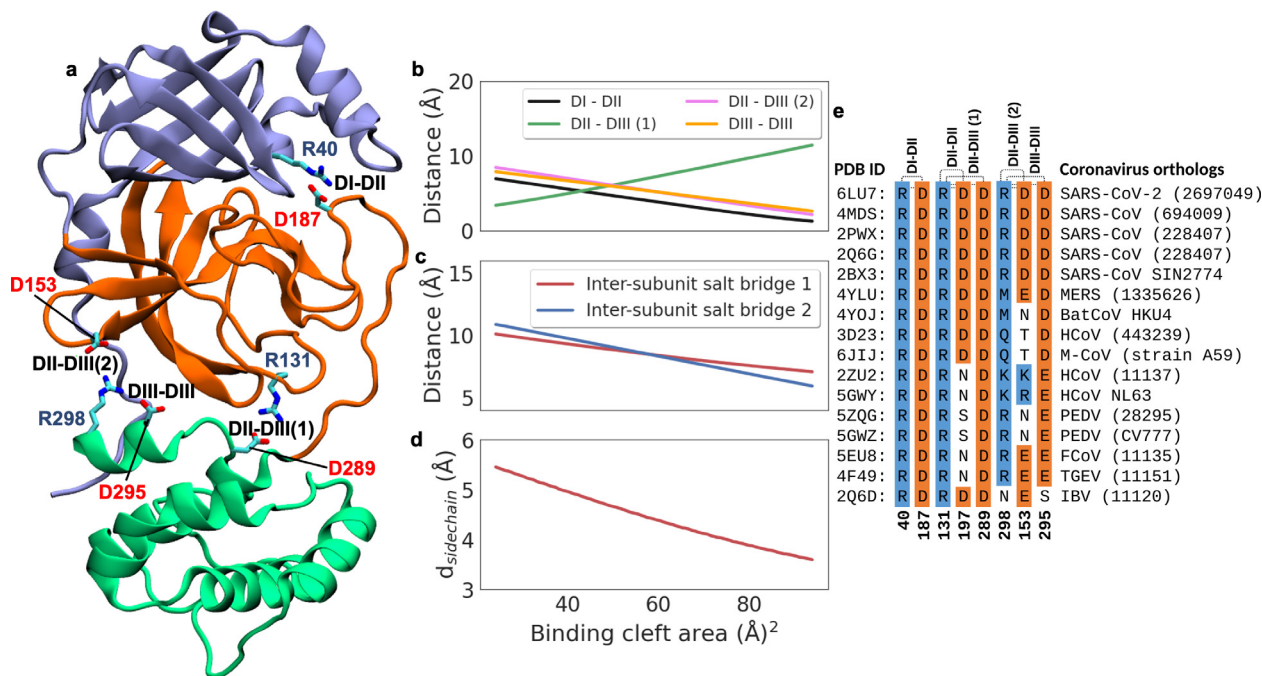 a
R40
DI-DII
D187
D153
DII-DIII(2)
R131
DIII-DIII
R298
DII-DIII(1)
D295
D289
b
20
10
0
Distance (Å)
DI - DII
DII - DIII (1)
DII - DIII (2)
DIII - DIII
c
15
10
5
Distance (Å)
Inter-subunit salt bridge 1
Inter-subunit salt bridge 2
d
6
5
4
3
dsidechain (Å)
40 60 80
Binding cleft area (Å)2
e
DI-DII
DII-DII
DII-DIII (1)
DII-DIII (2)
DIII-DIII
PDB ID Coronavirus orthologs
6LU7: R D R D D R D D SARS-CoV-2 (2697049)
4MDS: R D R D D R D D SARS-CoV (694009)
2PWX: R D R D D R D D SARS-CoV (228407)
2Q6G: R D R D D R D D SARS-CoV (228407)
2BX3: R D R D D R D D SARS-CoV SIN2774
4YLU: R D R D D M E D MERS (1335626)
4YOJ: R D R D D M N D BatCoV HKU4
3D23: R D R D D Q T D HCoV (443239)
6JIJ: R D R D D Q T D M-CoV (strain A59)
2ZU2: R D R N D K K E HCoV (11137)
5GWY: R D R N D K R E HCoV NL63
5ZQG: R D R S D R N E PEDV (28295)
5GWZ: R D R S D R N E PEDV (CV777)
5EU8: R D R N D R E E FCoV (11135)
4F49: R D R N D R E E TGEV (11151)
2Q6D: R D R D D N E S IBV (11120)
40 187 131 197 289 298 153 295